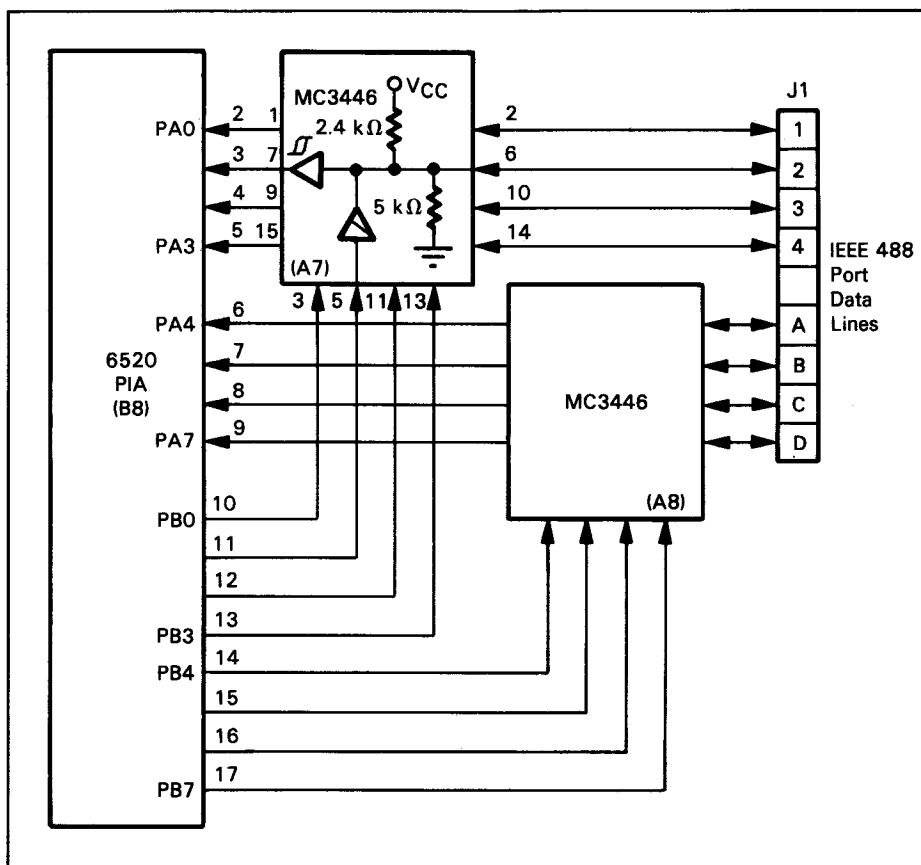 J1
MC3446
VCC
2.4 kΩ
5 kΩ
(A7)
PA0 2 1 2 1
3 7 6 2
4 9 10 3
PA3 5 15 14 4
3 5 11 13
IEEE 488
Port
Data
Lines
PA4 6 A
7 B
8 C
PA7 9 D
6520
PIA
(B8)
MC3446
(A8)
PB0 10
11
12
PB3 13
PB4 14
15
16
PB7 17